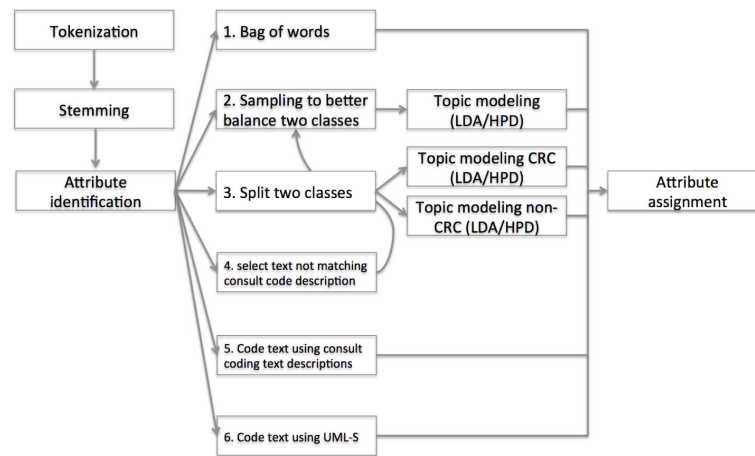 Tokenization
Stemming
Attribute
identification
1. Bag of words
2. Sampling to better
balance two classes
3. Split two classes
4. select text not matching
consult code description
5. Code text using consult
coding text descriptions
6. Code text using UML-S
Topic modeling
(LDA/HPD)
Topic modeling CRC
(LDA/HPD)
Topic modeling non-
CRC (LDA/HPD)
Attribute
assignment